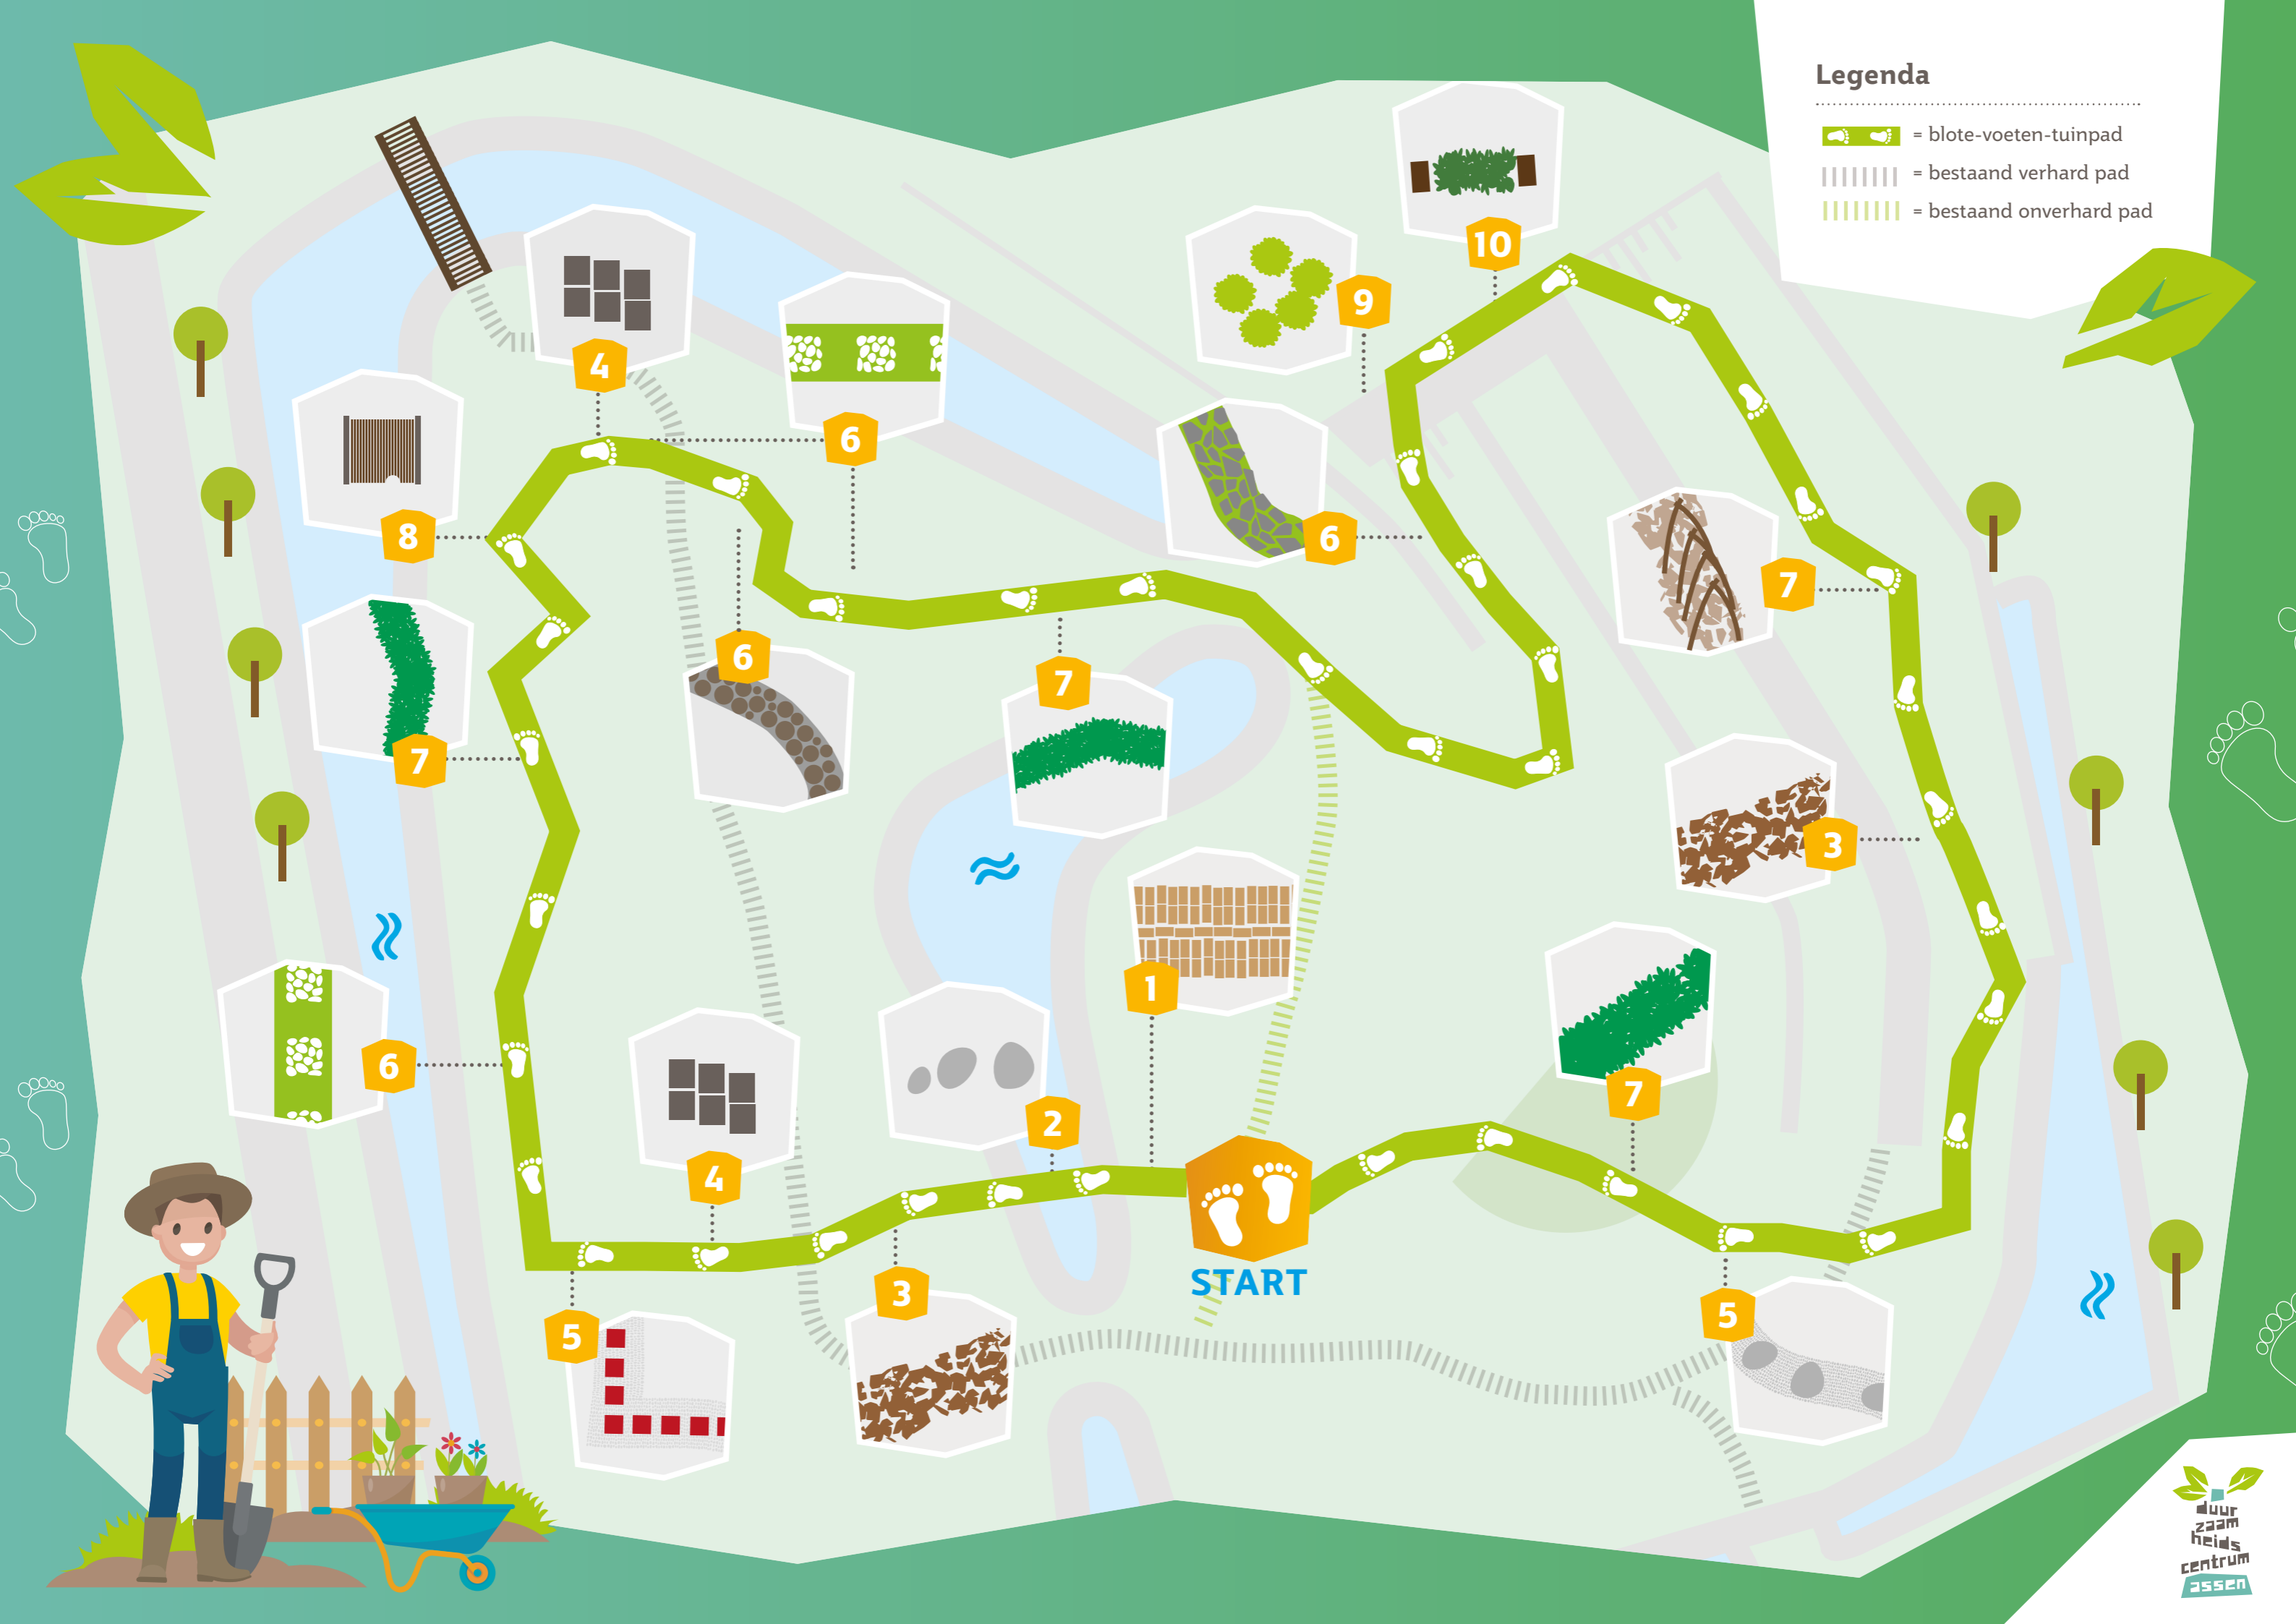 Legenda
= blote-voeten-tuinpad
= bestaand verhard pad
= bestaand onverhard pad
10
9
4
6
8
6
7
6
7
7
3
1
6
7
2
4
START
3
5
5
duur
zaam
heids
centrum
assen